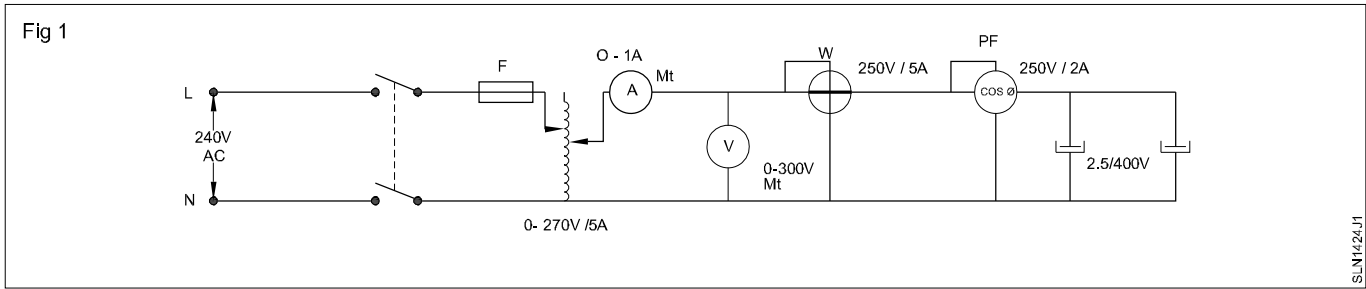 Fig 1
PF
O - 1A
W
F
Mt
250V / 5A
250V / 2A
L
A
COS Ø
240V
AC
V
0-300V
Mt
2.5/400V
N
0- 270V /5A
SLN1424J1